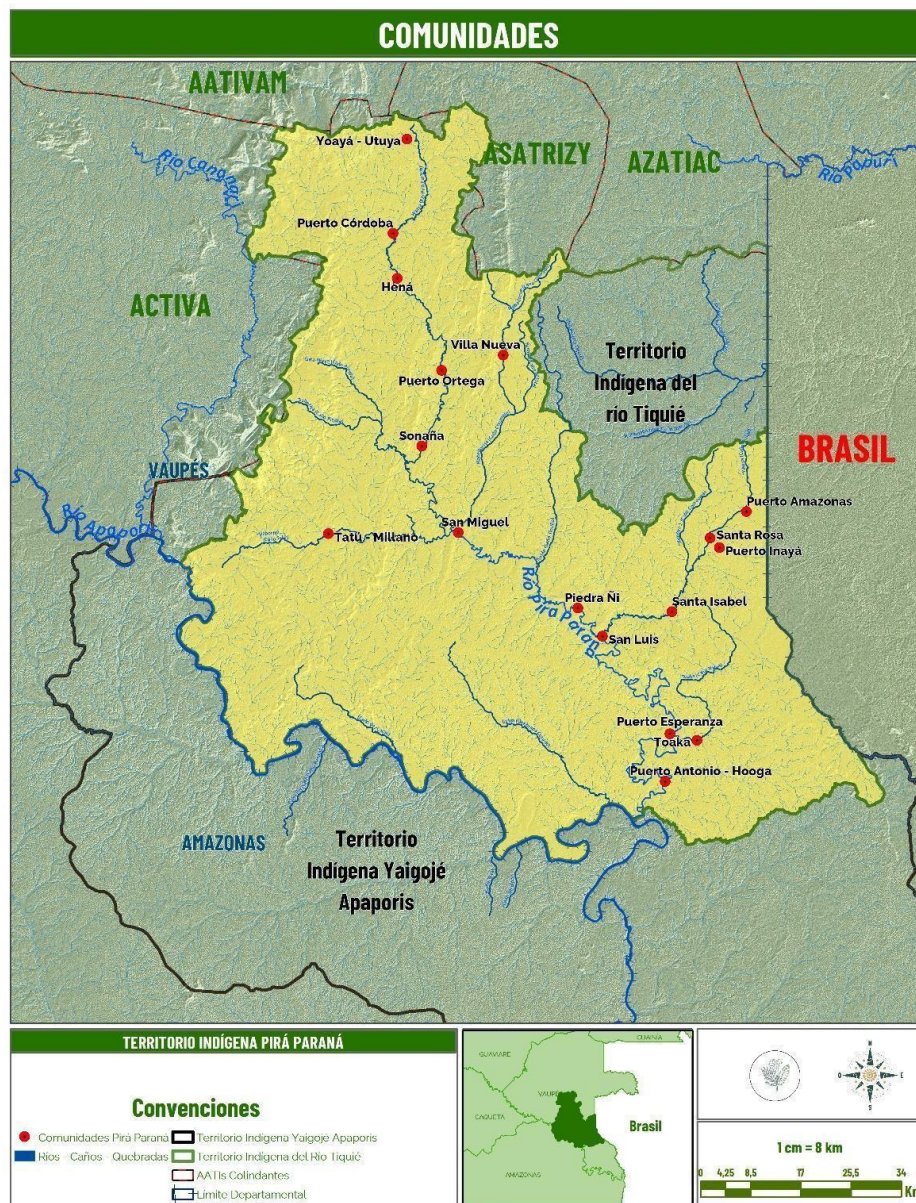 COMUNIDADES
AATIVAM
Yoayá - Utuya
ASATRIZY
AZATIAC
Río Papurí
Río Cananarí
Puerto Córdoba
Hená
ACTIVA
Villa Nueva
Puerto Ortega
Territorio
Indígena del
río Tiquié
BRASIL
Sonaña
VAUPÉS
Río Apaporis
Puerto Amazonas
San Miguel
Tatú - Millano
Santa Rosa
Puerto Inayá
Río Pira Paraná
Piedra Ñi
Santa Isabel
San Luis
Puerto Esperanza
Toaka
Puerto Antonio - Hooga
AMAZONAS
Territorio
Indígena Yaigojé
Apaporis
TERRITORIO INDÍGENA PIRÁ PARANÁ
Convenciones
Comunidades Pirá Paraná
Ríos - Caños - Quebradas
Territorio Indígena Yaigojé Apaporis
Territorio Indígena del Río Tiquié
AATIs Colindantes
Límite Departamental
GUAINÍA
GUAVIARE
VAUPÉS
CAQUETA
Brasil
AMAZONAS
N
O
E
S
1 cm = 8 km
0 4,25 8,5 17 25,5 34
Km